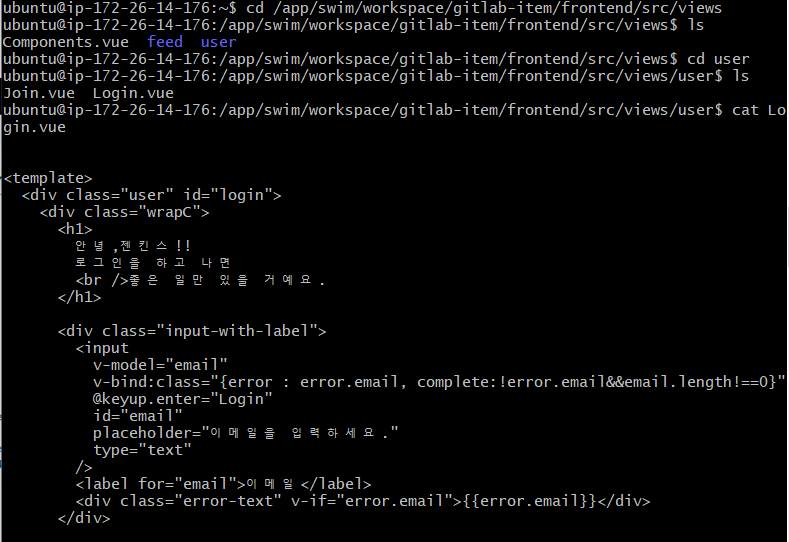 ubuntu@ip-172-26-14-176:~$ cd /app/swim/workspace/gitlab-item/frontend/src/views
ubuntu@ip-172-26-14-176:/app/swim/workspace/gitlab-item/frontend/src/views$ ls
Components.vue  feed  user
ubuntu@ip-172-26-14-176:/app/swim/workspace/gitlab-item/frontend/src/views$ cd user
ubuntu@ip-172-26-14-176:/app/swim/workspace/gitlab-item/frontend/src/views/user$ ls
Join.vue  Login.vue
ubuntu@ip-172-26-14-176:/app/swim/workspace/gitlab-item/frontend/src/views/user$ cat Lo
gin.vue
<template>
  <div class="user" id="login">
    <div class="wrapC">
      <h1>
        안녕,젠킨스!!
        로그인을 하고 나면
        <br />좋은 일만 있을 거예요.
      </h1>
      <div class="input-with-label">
        <input
          v-model="email"
          v-bind:class="{error : error.email, complete:!error.email&&email.length!==0}"
          @keyup.enter="Login"
          id="email"
          placeholder="이메일을 입력하세요."
          type="text"
        />
        <label for="email">이메일</label>
        <div class="error-text" v-if="error.email">{{error.email}}</div>
      </div>